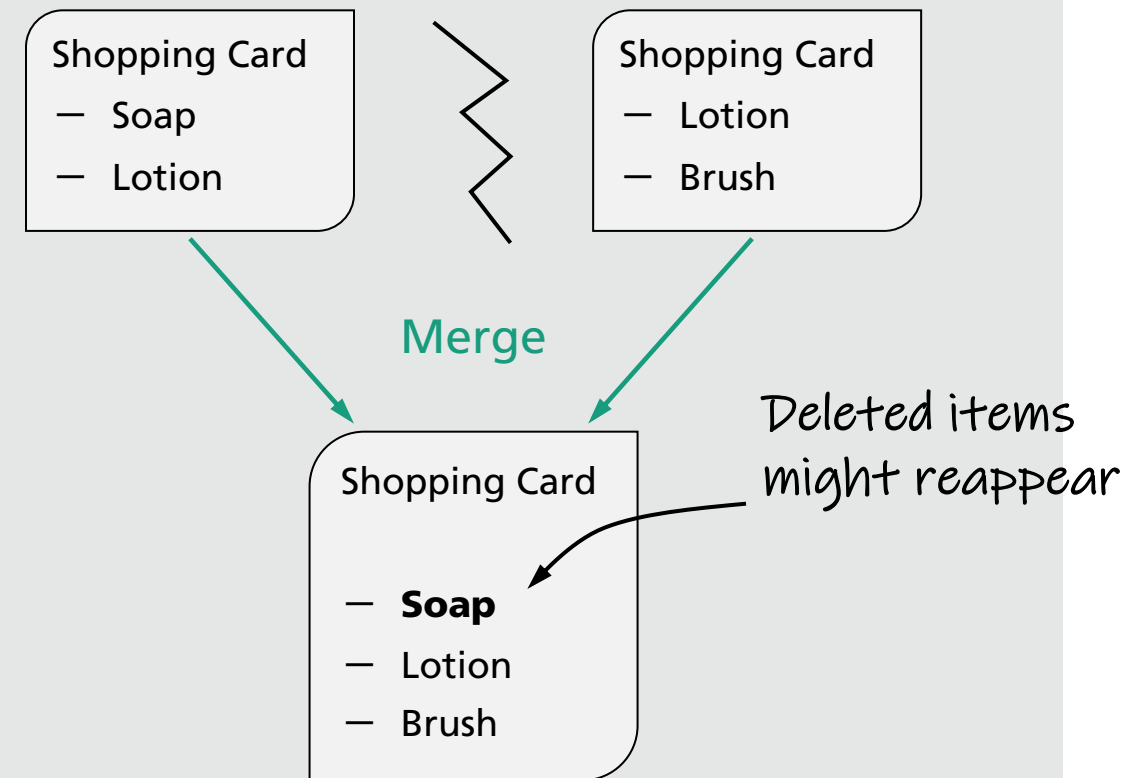 Shopping Card
— Soap
— Lotion
Shopping Card
— Lotion
— Brush
Merge
Deleted items
might reappear
Shopping Card
— Soap
— Lotion
— Brush